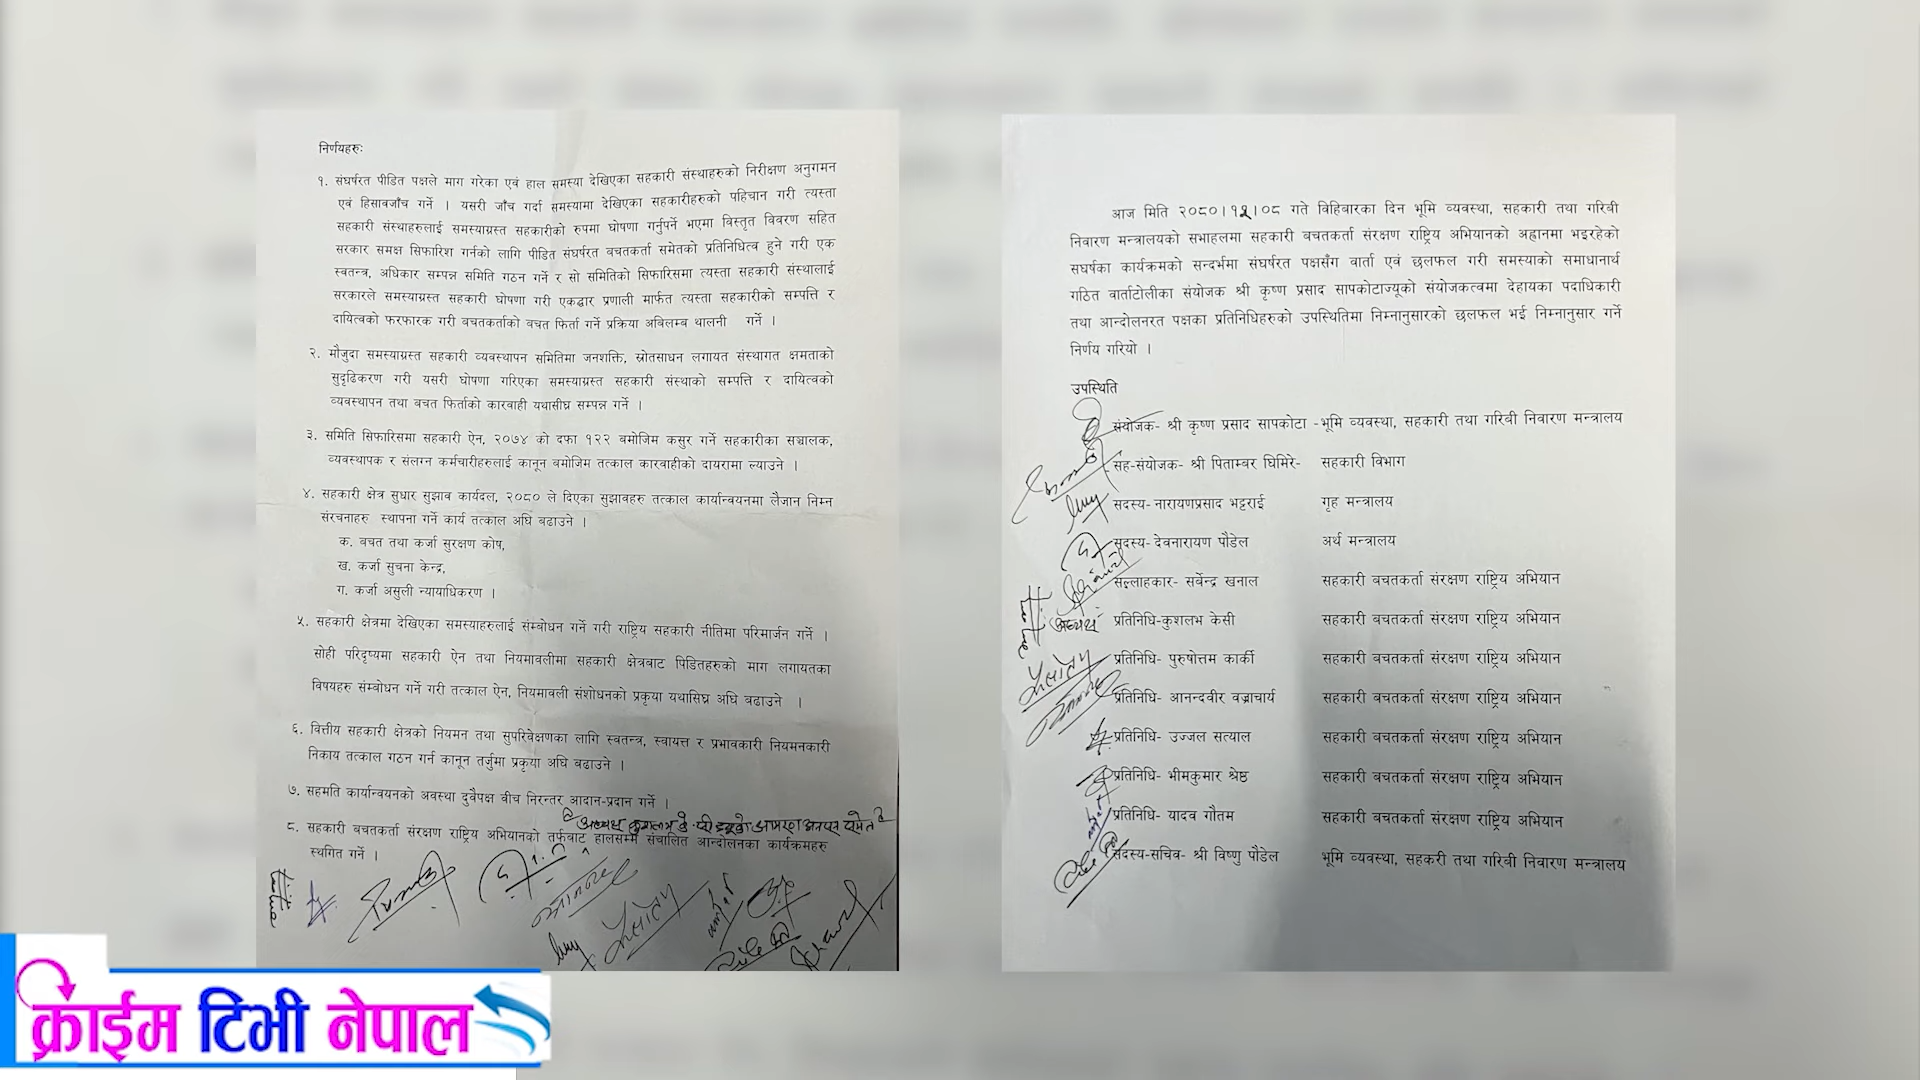 निर्णयहरु:
१. संघर्षरत पीडित पक्षले माग गरेका एवं हाल समस्या देखिएका सहकारी संस्थाहरुको निरीक्षण अनुगमन
एवं हिसावजाँच गर्ने । यसरी जाँच गर्दा समस्यामा देखिएका सहकारीहरुको पहिचान गरी त्यस्ता
सहकारी संस्थाहरुलाई समस्याग्रस्त सहकारीको रुपमा घोषणा गर्नुपर्ने भएमा विस्तृत विवरण सहित
सरकार समक्ष सिफारिश गर्नको लागि पीडित संघर्षरत बचतकर्ता समेतको प्रतिनिधित्व हुने गरी एक
स्वतन्त्र, अधिकार सम्पन्न समिति गठन गर्ने र सो समितिको सिफारिसमा त्यस्ता सहकारी संस्थालाई
सरकारले समस्याग्रस्त सहकारी घोषणा गरी एकद्वार प्रणाली मार्फत त्यस्ता सहकारीको सम्पत्ति र
दायित्वको फरफारक गरी बचतकर्ताको बचत फिर्ता गर्ने प्रक्रिया अबिलम्ब थालनी गर्ने ।
२. मौजुदा समस्याग्रस्त सहकारी व्यवस्थापन समितिमा जनशक्ति, स्रोतसाधन लगायत संस्थागत क्षमताको
सुदृढिकरण गरी यसरी घोषणा गरिएका समस्याग्रस्त सहकारी संस्थाको सम्पत्ति र दायित्वको
व्यवस्थापन तथा बचत फिर्ताको कारवाही यथासीघ्र सम्पन्न गर्ने ।
३. समिति सिफारिसमा सहकारी ऐन, २०७४ को दफा १२२ बमोजिम कसुर गर्ने सहकारीका सञ्चालक,
व्यवस्थापक र संलग्न कर्मचारीहरुलाई कानून बमोजिम तत्काल कारवाहीको दायरामा ल्याउने ।
४. सहकारी क्षेत्र सुधार सुझाव कार्यदल, २०८० ले दिएका सुझावहरु तत्काल कार्यान्वयनमा लैजान निम्न
संरचनाहरु स्थापना गर्ने कार्य तत्काल अघि बढाउने ।
क. बचत तथा कर्जा सुरक्षण कोष,
ख. कर्जा सुचना केन्द्र,
ग. कर्जा असुली न्यायाधिकरण ।
५. सहकारी क्षेत्रमा देखिएका समस्याहरुलाई संम्बोधन गर्ने गरी राष्ट्रिय सहकारी नीतिमा परिमार्जन गर्ने ।
सोही परिदृष्यमा सहकारी ऐन तथा नियमावलीमा सहकारी क्षेत्रबाट पिडितहरुको माग लगायतका
विषयहरु संम्बोधन गर्ने गरी तत्काल ऐन, नियमावली संशोधनको प्रकृया यथासिघ्र अघि बढाउने ।
६. वित्तीय सहकारी क्षेत्रको नियमन तथा सुपरिवेक्षणका लागि स्वतन्त्र, स्वायत्त र प्रभावकारी नियमनकारी
निकाय तत्काल गठन गर्न कानून तर्जुमा प्रकृया अघि बढाउने ।
७. सहमति कार्यान्वयनको अवस्था दुवैपक्ष वीच निरन्तर आदान-प्रदान गर्ने ।
८. सहकारी बचतकर्ता संरक्षण राष्ट्रिय अभियानको तर्फवाट हालसम्म संचालित आन्दोलनका कार्यक्रमहरु
स्थगित गर्ने ।
आज मिति २०८०।१२।०८ गते विहिबारका दिन भूमि व्यवस्था, सहकारी तथा गरिबी
निवारण मन्त्रालयको सभाहलमा सहकारी बचतकर्ता संरक्षण राष्ट्रिय अभियानको अह्रानमा भइरहेको
सघर्षका कार्यक्रमको सन्दर्भमा संघर्षरत पक्षसँग वार्ता एवं छलफल गरी समस्याको समाधानार्थ
गठित वार्ताटोलीका संयोजक श्री कृष्ण प्रसाद सापकोटाज्यूको संयोजकत्वमा देहायका पदाधिकारी
तथा आन्दोलनरत पक्षका प्रतिनिधिहरुको उपस्थितिमा निम्नानुसारको छलफल भई निम्नानुसार गर्ने
निर्णय गरियो ।
उपस्थिति
संयोजक- श्री कृष्ण प्रसाद सापकोटा -भूमि व्यवस्था, सहकारी तथा गरिवी निवारण मन्त्रालय
सह-संयोजक- श्री पिताम्बर घिमिरे- सहकारी विभाग
सदस्य- नारायणप्रसाद भट्टराई गृह मन्त्रालय
सदस्य- देवनारायण पौडेल अर्थ मन्त्रालय
सल्लाहकार- सर्वेन्द्र खनाल सहकारी बचतकर्ता संरक्षण राष्ट्रिय अभियान
अध्यक्ष प्रतिनिधि-कुशलभ केसी सहकारी बचतकर्ता संरक्षण राष्ट्रिय अभियान
प्रतिनिधि- पुरुषोत्तम कार्की सहकारी बचतकर्ता संरक्षण राष्ट्रिय अभियान
प्रतिनिधि- आनन्दवीर वज्राचार्य सहकारी बचतकर्ता संरक्षण राष्ट्रिय अभियान
प्रतिनिधि- उज्जल सत्याल सहकारी बचतकर्ता संरक्षण राष्ट्रिय अभियान
प्रतिनिधि- भीमकुमार श्रेष्ठ सहकारी बचतकर्ता संरक्षण राष्ट्रिय अभियान
प्रतिनिधि- यादव गौतम सहकारी बचतकर्ता संरक्षण राष्ट्रिय अभियान
सदस्य-सचिव- श्री विष्णु पौडेल भूमि व्यवस्था, सहकरी तथा गरिवी निवारण मन्त्रालय
क्राईम टिभी नेपाल